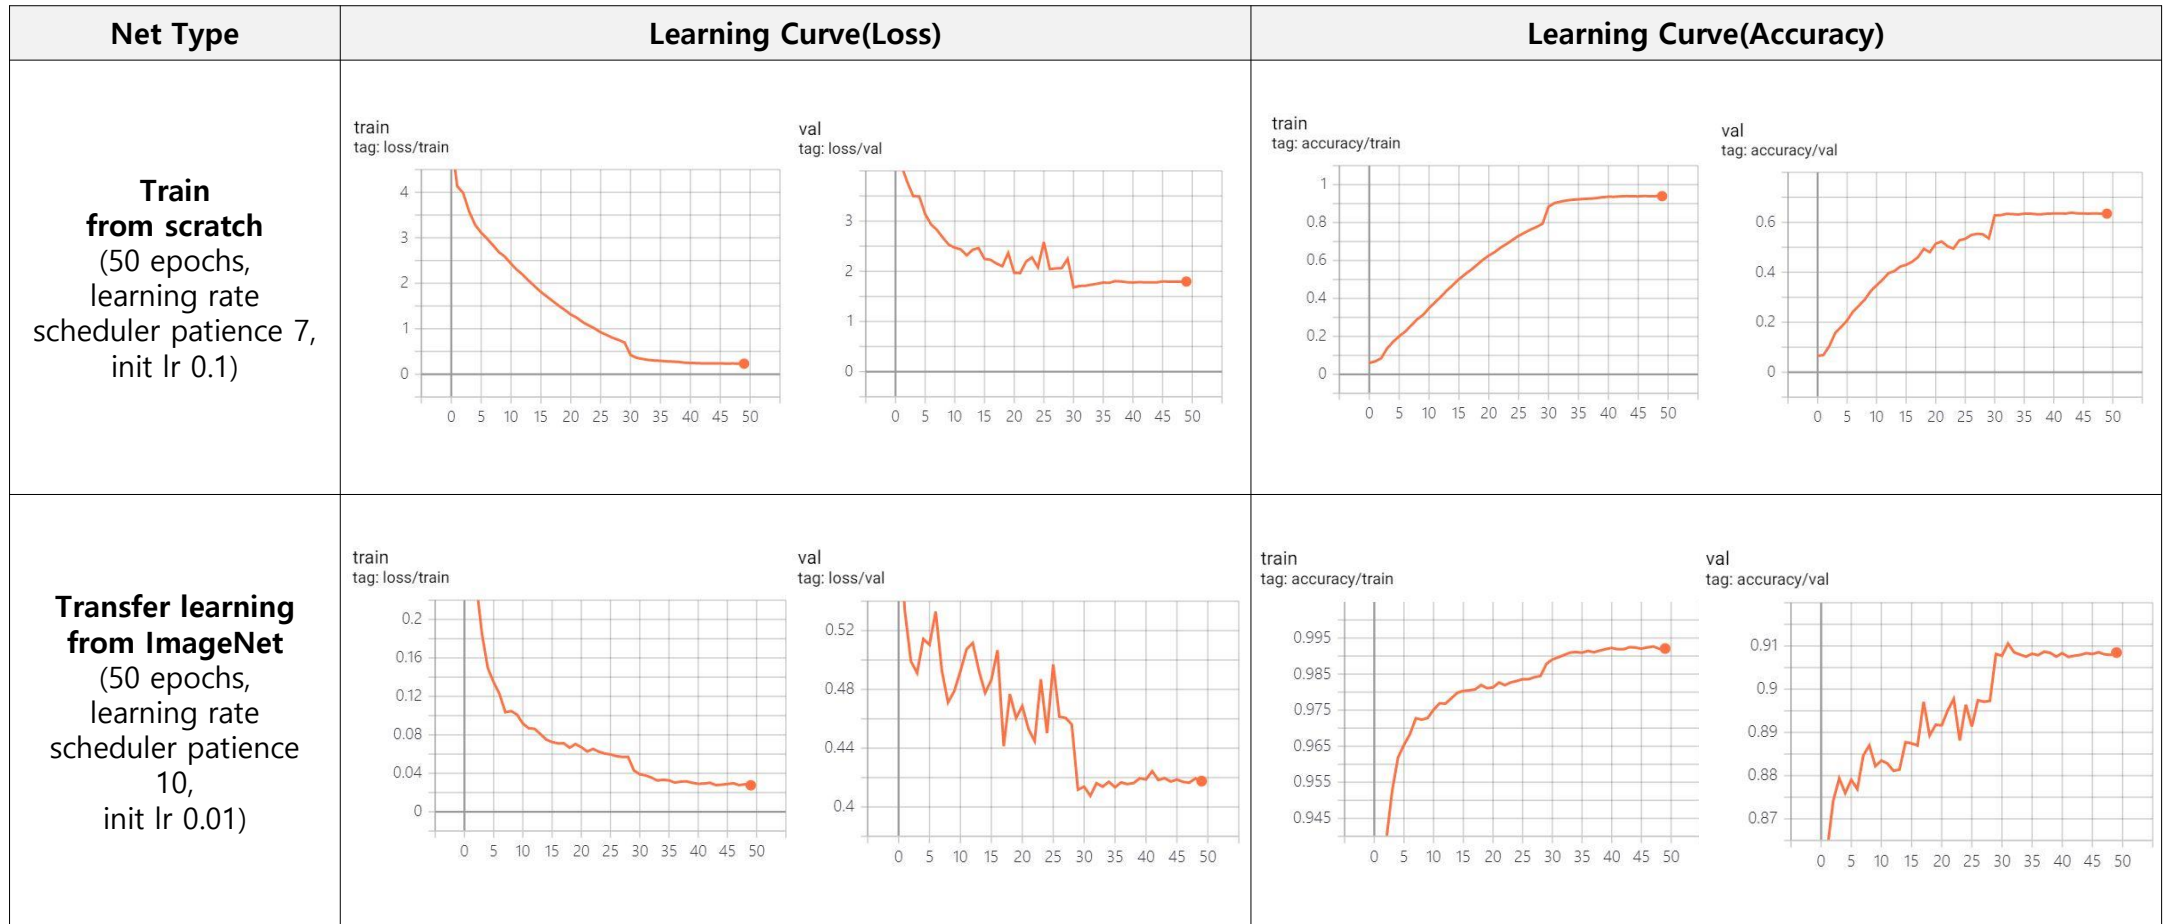 Net Type
Learning Curve(Loss)
Learning Curve(Accuracy)
Train
from scratch
(50 epochs,
learning rate
scheduler patience 7,
init lr 0.1)
train
tag: loss/train
4
3
2
1
0
0 5 10 15 20 25 30 35 40 45 50
val
tag: loss/val
3
2
1
0
0 5 10 15 20 25 30 35 40 45 50
train
tag: accuracy/train
1
0.8
0.6
0.4
0.2
0
0 5 10 15 20 25 30 35 40 45 50
val
tag: accuracy/val
0.6
0.4
0.2
0
0 5 10 15 20 25 30 35 40 45 50
Transfer learning
from ImageNet
(50 epochs,
learning rate
scheduler patience
10,
init lr 0.01)
train
tag: loss/train
0.2
0.16
0.12
0.08
0.04
0
0 5 10 15 20 25 30 35 40 45 50
val
tag: loss/val
0.52
0.48
0.44
0.4
0 5 10 15 20 25 30 35 40 45 50
train
tag: accuracy/train
0.995
0.985
0.975
0.965
0.955
0.945
0 5 10 15 20 25 30 35 40 45 50
val
tag: accuracy/val
0.91
0.9
0.89
0.88
0.87
0 5 10 15 20 25 30 35 40 45 50